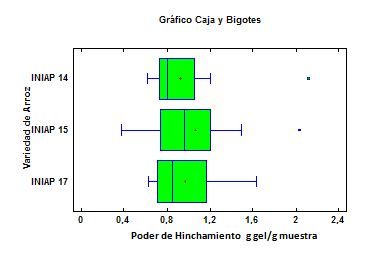 Gráfico Caja y Bigotes
Variedad de Arroz
INIAP 14
INIAP 15
INIAP 17
0 0,4 0,8 1,2 1,6 2 2,4
Poder de Hinchamiento g gel/g muestra